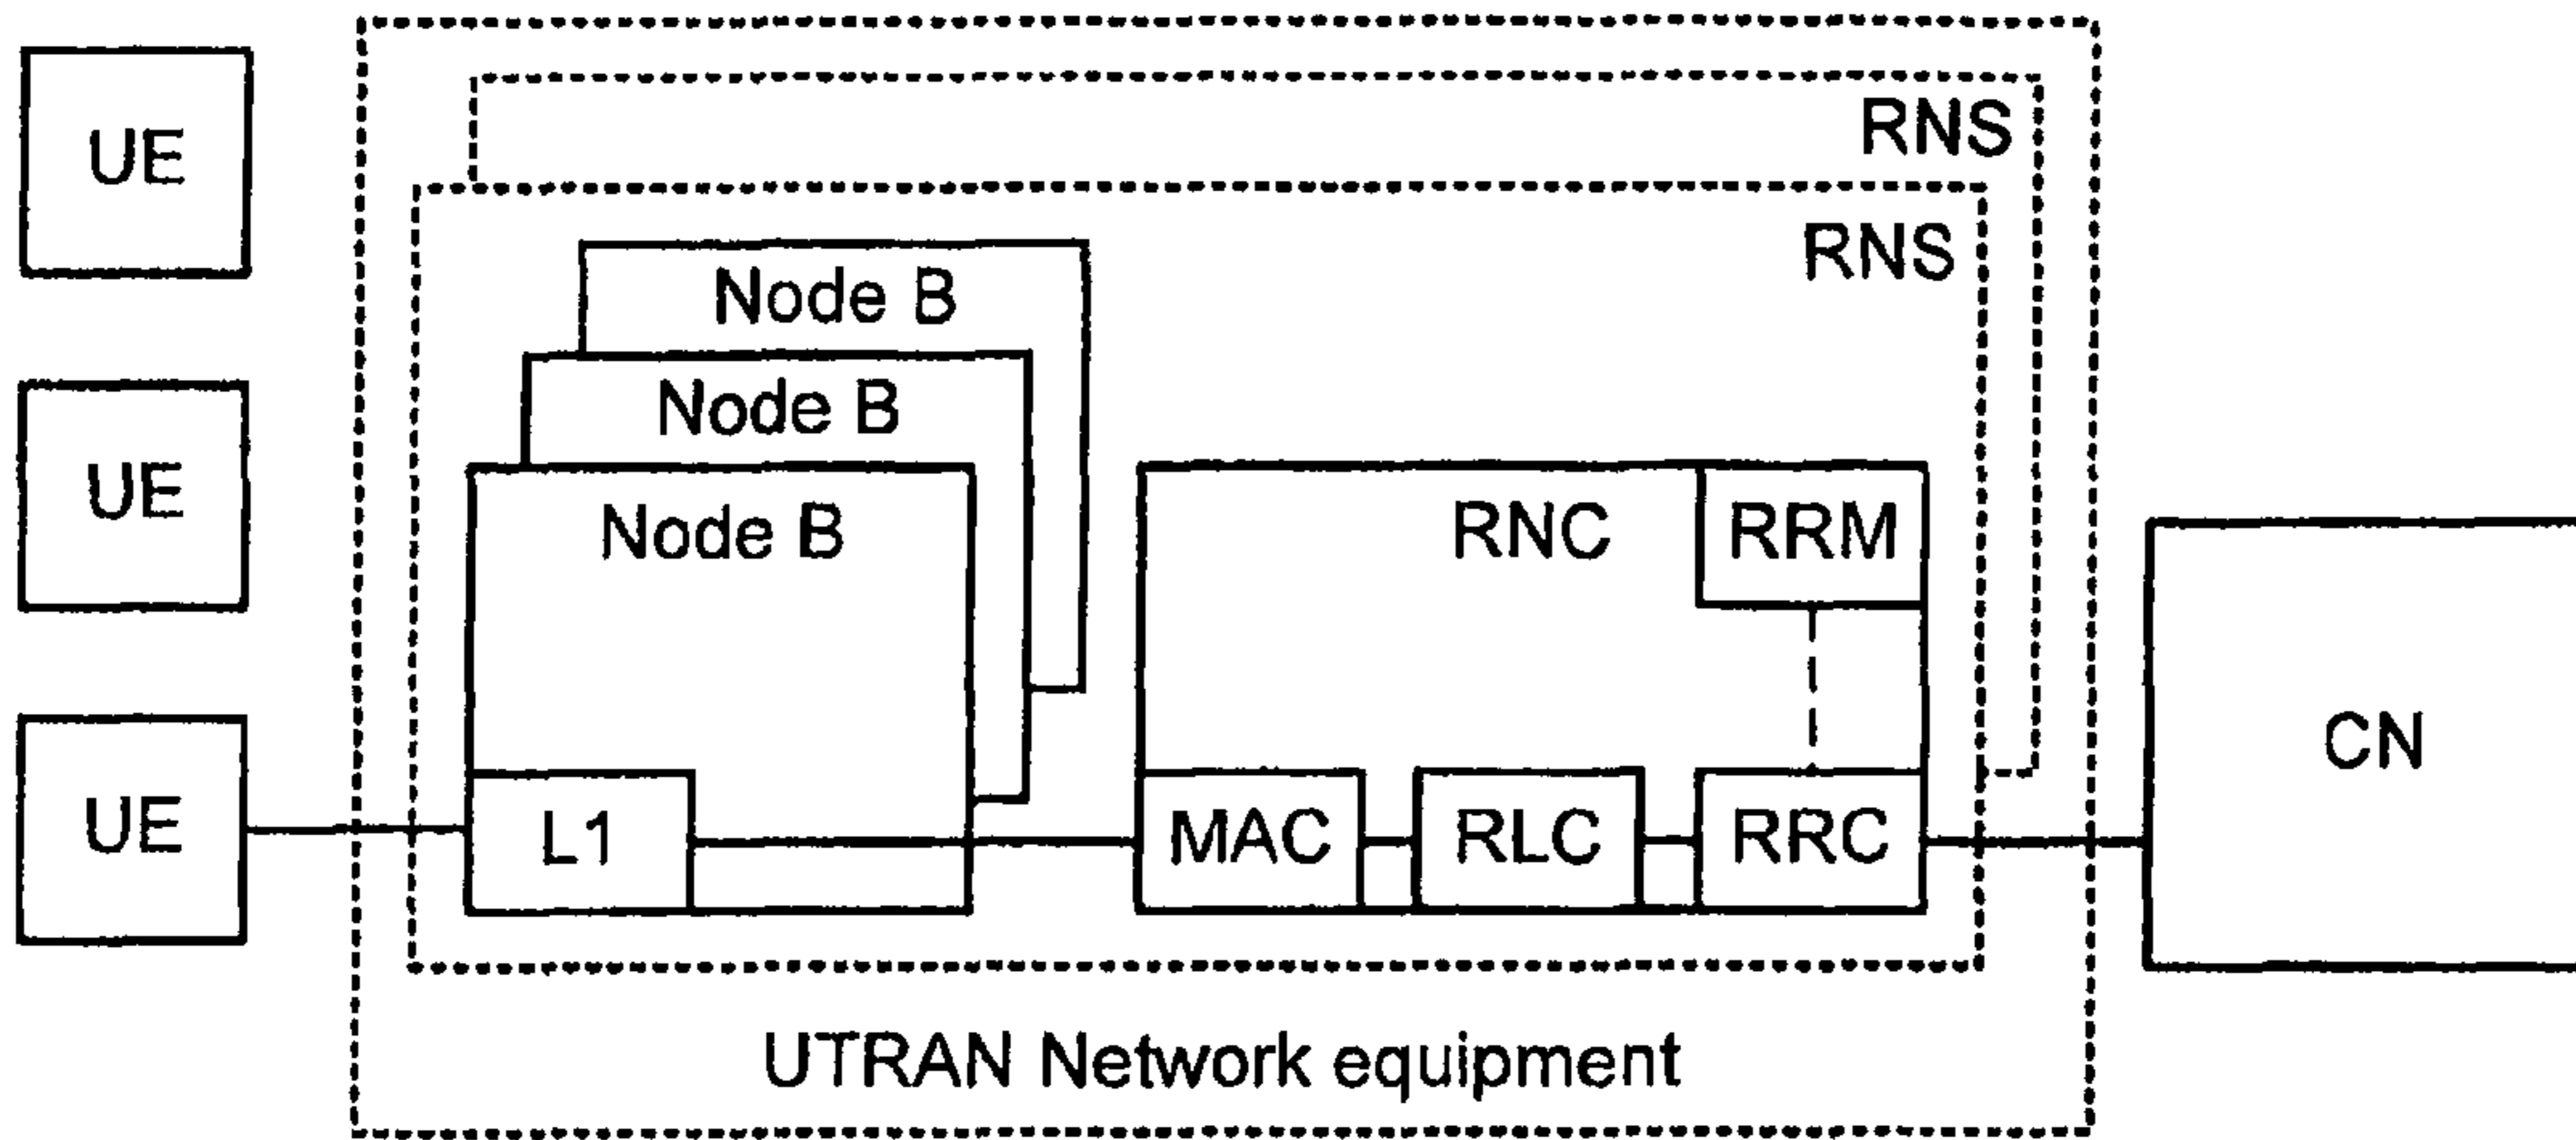 UE
RNS
RNS
Node B
Node B
UE
Node B
RNC
RRM
UE
L1
MAC
RLC
RRC
CN
UTRAN Network equipment